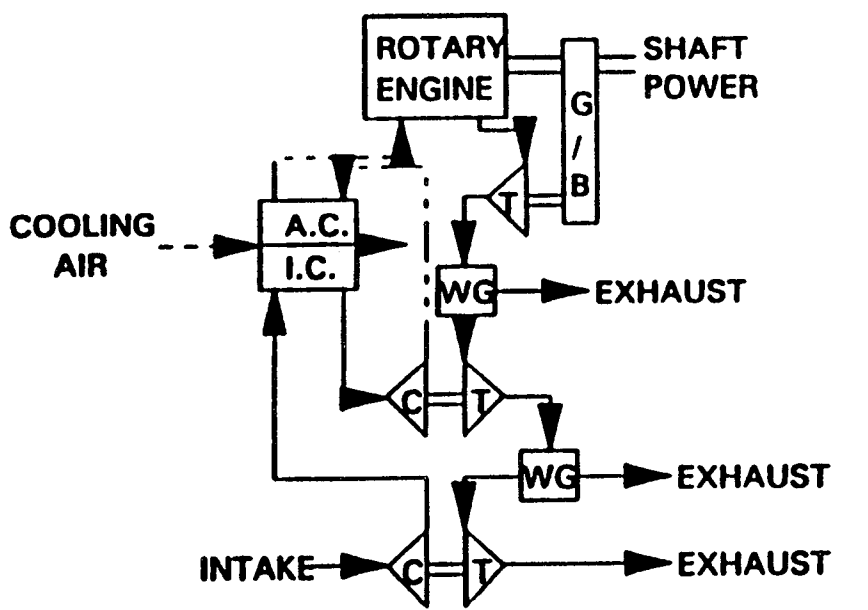 ROTARY
ENGINE
SHAFT
POWER
G
/
B
T
COOLING
AIR
A.C.
I.C.
WG
EXHAUST
C
T
WG
EXHAUST
INTAKE
C
T
EXHAUST